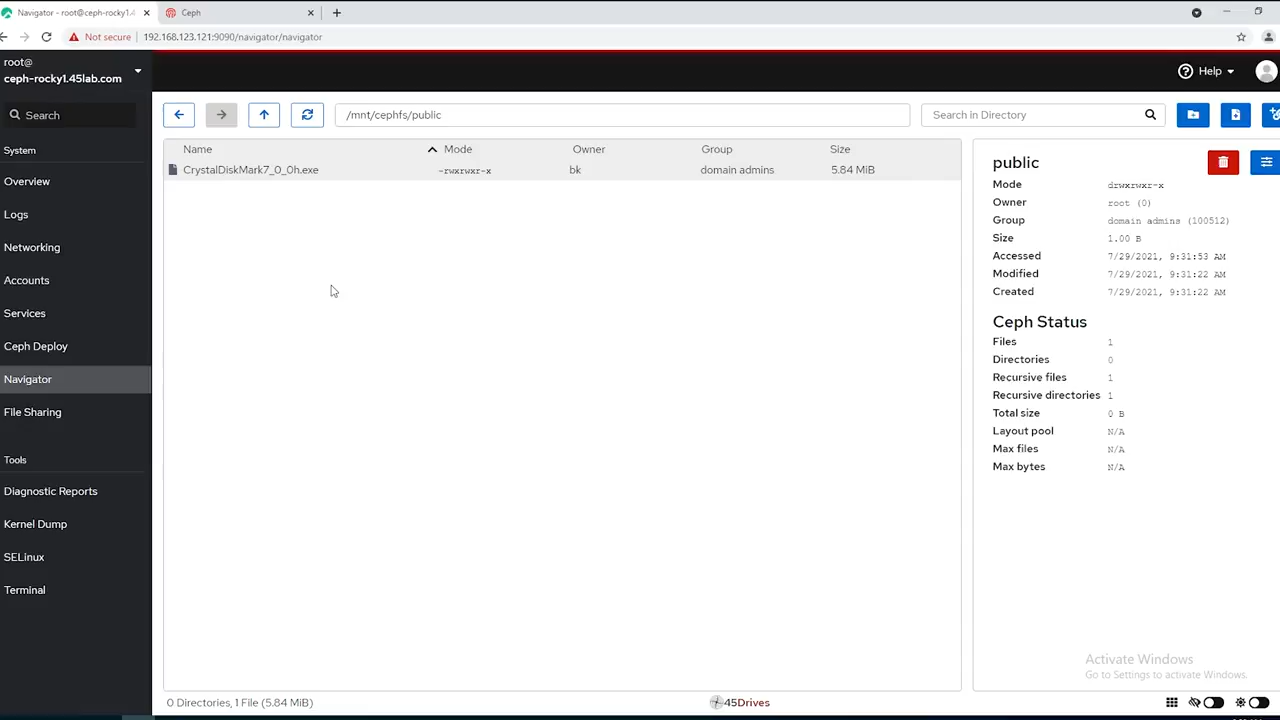 Navigator - root@ceph-rocky1.4
Ceph
Not secure
192.168.123.121:9090/navigator/navigator
root@
ceph-rocky1.45lab.com
Help
Search
/mnt/cephfs/public
Search in Directory
System
Overview
Logs
Networking
Accounts
Services
Ceph Deploy
Navigator
File Sharing
Tools
Diagnostic Reports
Kernel Dump
SELinux
Terminal
Name Mode Owner Group Size
CrystalDiskMark7_0_0h.exe -rwxrwxr-x bk domain admins 5.84 MiB
public
Mode drwxrwxr-x
Owner root (0)
Group domain admins (100512)
Size 1.00 B
Accessed 7/29/2021, 9:31:53 AM
Modified 7/29/2021, 9:31:22 AM
Created 7/29/2021, 9:31:22 AM
Ceph Status
Files 1
Directories 0
Recursive files 1
Recursive directories 1
Total size 0 B
Layout pool N/A
Max files N/A
Max bytes N/A
Activate Windows
Go to Settings to activate Windows.
0 Directories, 1 File (5.84 MiB)
45Drives